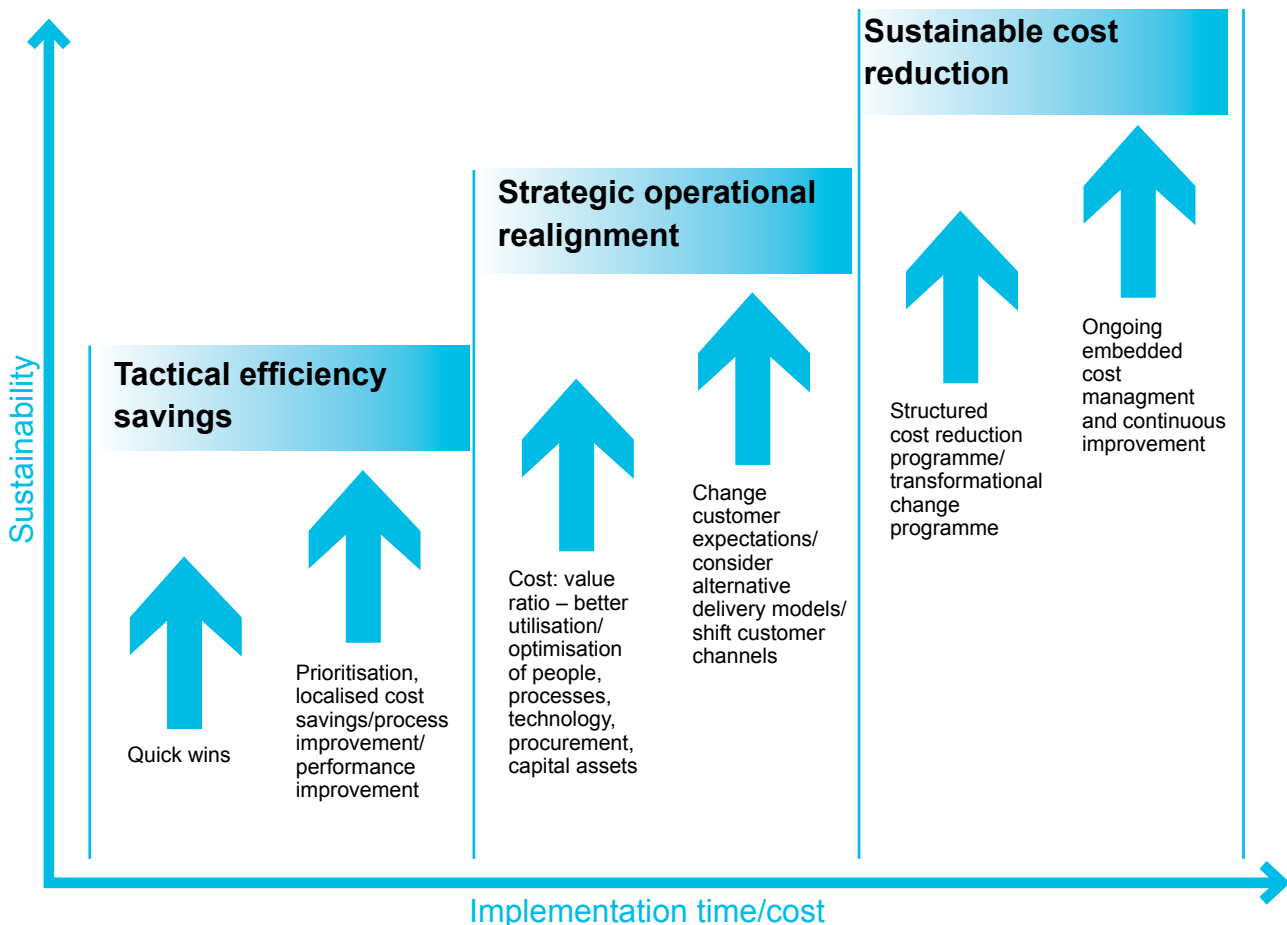 Sustainable cost
reduction
Strategic operational
realignment
Tactical efficiency
savings
Sustainability
Quick wins
Prioritisation,
localised cost
savings/process
improvement/
performance
improvement
Cost: value
ratio – better
utilisation/
optimisation
of people,
processes,
technology,
procurement,
capital assets
Change
customer
expectations/
consider
alternative
delivery models/
shift customer
channels
Structured
cost reduction
programme/
transformational
change
programme
Ongoing
embedded
cost
managment
and continuous
improvement
Implementation time/cost